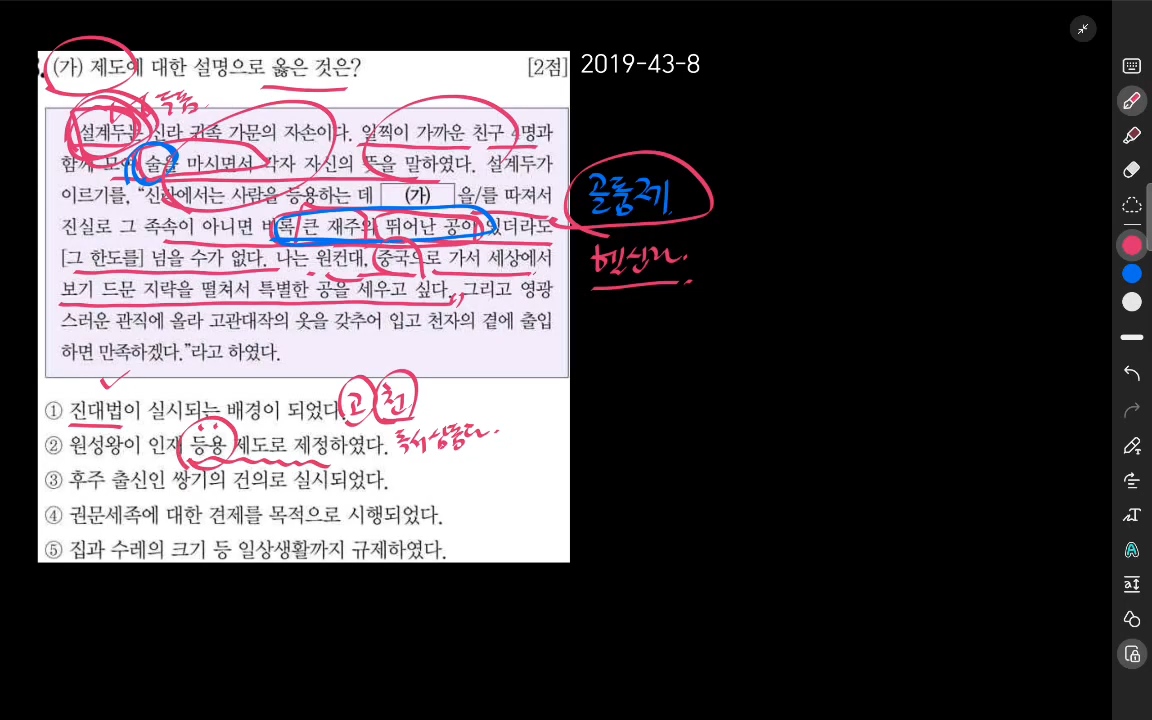 (가) 제도에 대한 설명으로 옳은 것은? [2점]
2019-43-8
득품
설계두는 신라 귀족 가문의 자손이다. 일찍이 가까운 친구 4명과
함께 모여 술을 마시면서 각자 자신의 뜻을 말하였다. 설계두가
이르기를, “신라에서는 사람을 등용하는 데 (가) 을/를 따져서
진실로 그 족속이 아니면 비록 큰 재주와 뛰어난 공이 있더라도
[그 한도를] 넘을 수가 없다. 나는 원컨대, 중국으로 가서 세상에서
보기 드문 지략을 떨쳐서 특별한 공을 세우고 싶다. 그리고 영광
스러운 관직에 올라 고관대작의 옷을 갖추어 입고 천자의 곁에 출입
하면 만족하겠다.”라고 하였다.
골품제
① 진대법이 실시되는 배경이 되었다. 고 천
② 원성왕이 인재 등용 제도로 제정하였다. 독서삼품과.
③ 후주 출신인 쌍기의 건의로 실시되었다.
④ 권문세족에 대한 견제를 목적으로 시행되었다.
⑤ 집과 수레의 크기 등 일상생활까지 규제하였다.
A